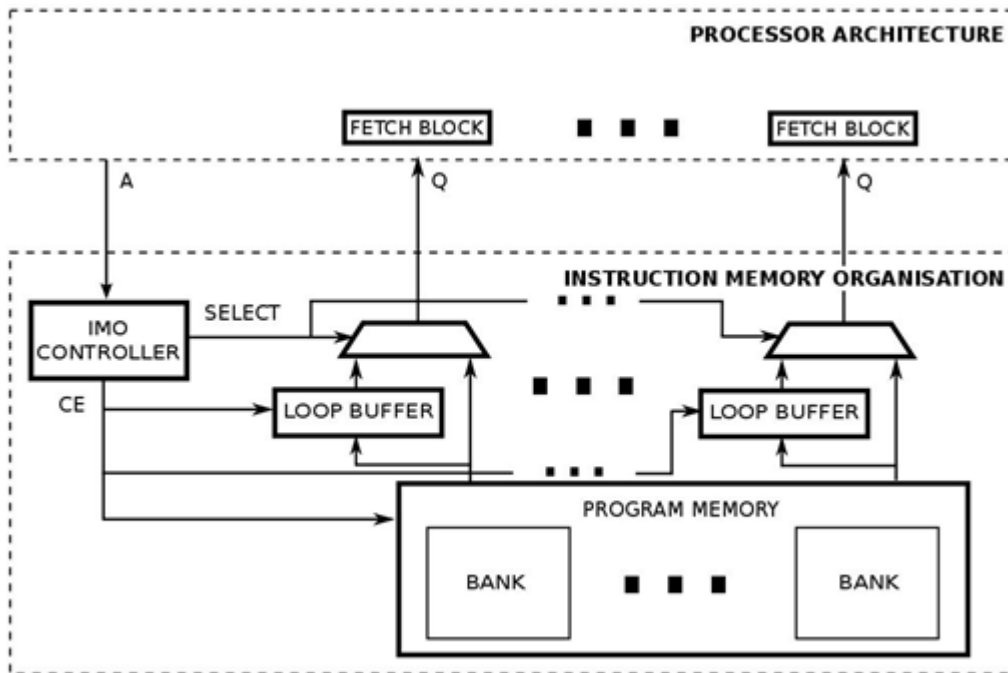 PROCESSOR ARCHITECTURE
FETCH BLOCK
FETCH BLOCK
A
Q
Q
INSTRUCTION MEMORY ORGANISATION
SELECT
IMO
CONTROLLER
CE
LOOP BUFFER
LOOP BUFFER
PROGRAM MEMORY
BANK
BANK